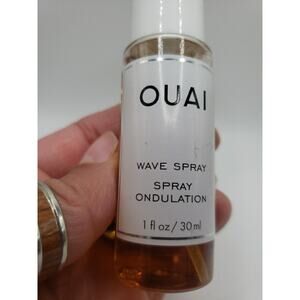 OUAI
WAVE SPRAY
SPRAY
ONDULATION
1 fl oz / 30 ml